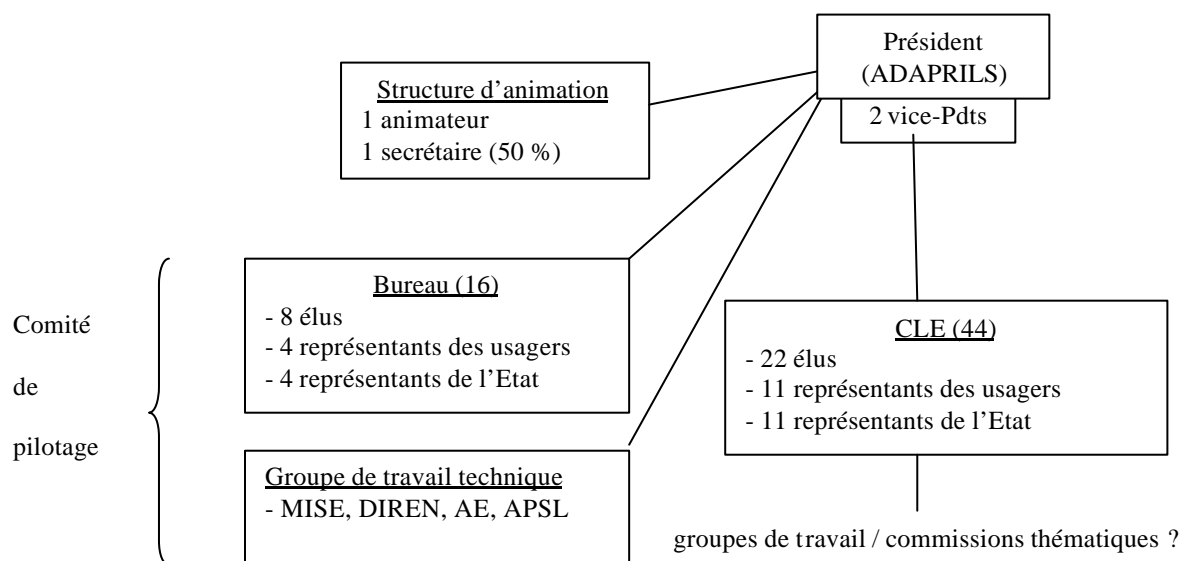 Président
(ADAPRILS)
2 vice-Pdts
Structure d'animation
1 animateur
1 secrétaire (50 %)
Comité
de
pilotage
Bureau (16)
- 8 élus
- 4 représentants des usagers
- 4 représentants de l'Etat
Groupe de travail technique
- MISE, DIREN, AE, APSL
CLE (44)
- 22 élus
- 11 représentants des usagers
- 11 représentants de l'Etat
groupes de travail / commissions thématiques ?